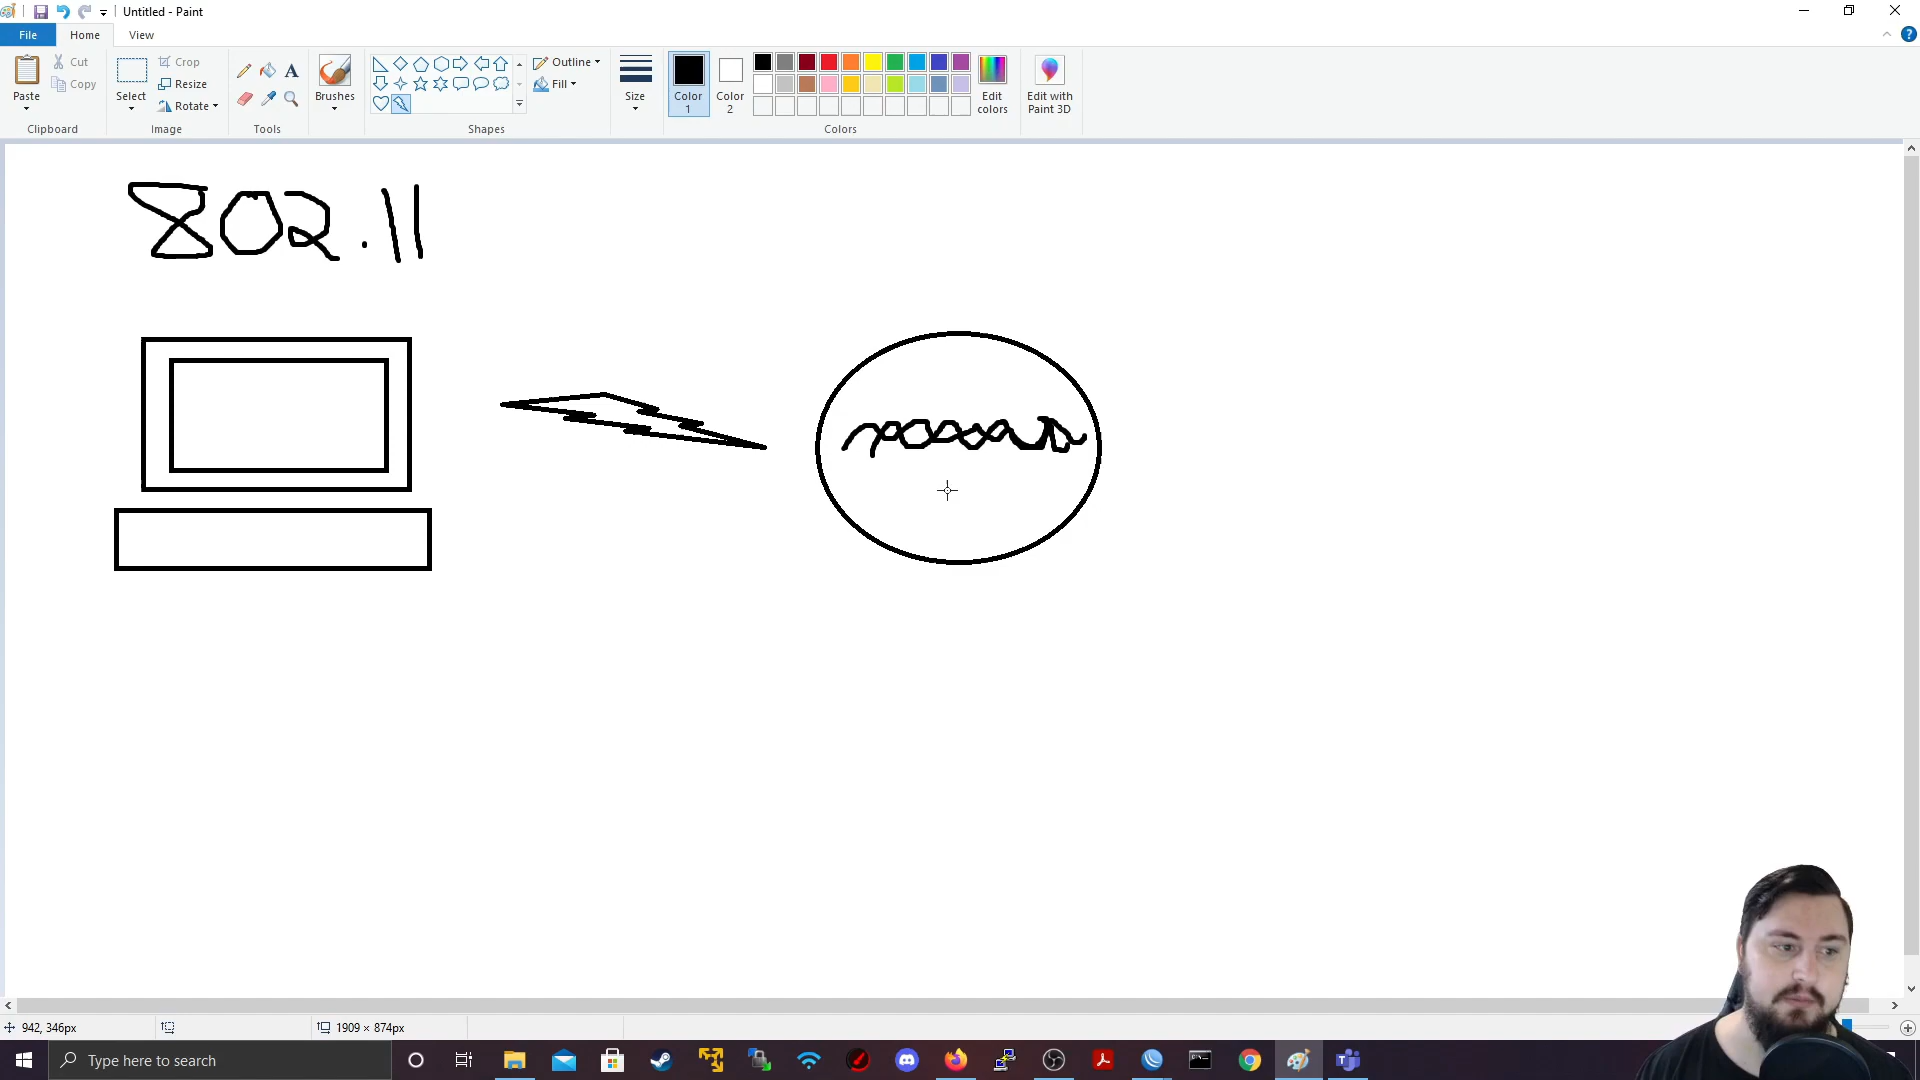 Untitled - Paint
File Home View
Paste
Cut
Copy
Clipboard
Select
Crop
Resize
Rotate
Image
Tools
Brushes
Shapes
Outline
Fill
Size
Color 1
Color 2
Colors
Edit colors
Edit with Paint 3D
802.11
942, 346px
1909 × 874px
Type here to search